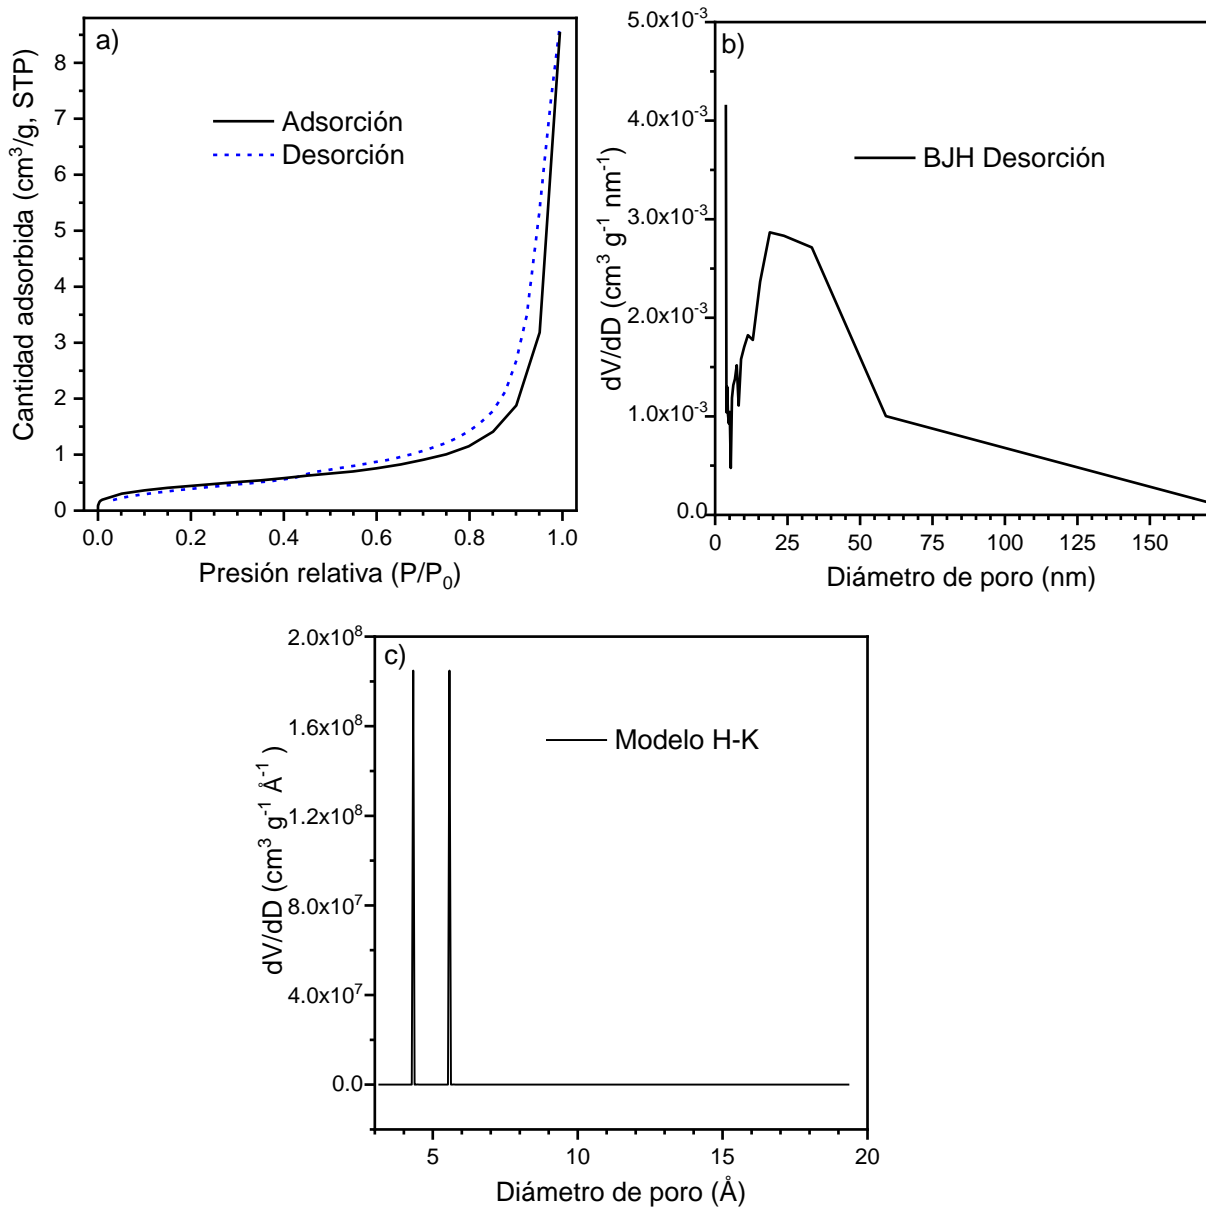 a)
Cantidad adsorbida (cm³/g, STP)
8
7
6
5
4
3
2
1
0
Adsorción
Desorción
0.0 0.2 0.4 0.6 0.8 1.0
Presión relativa (P/P₀)
b)
dV/dD (cm³ g⁻¹ nm⁻¹)
5.0x10⁻³
4.0x10⁻³
3.0x10⁻³
2.0x10⁻³
1.0x10⁻³
0.0
BJH Desorción
0 25 50 75 100 125 150
Diámetro de poro (nm)
c)
dV/dD (cm³ g⁻¹ Å⁻¹ )
2.0x10⁸
1.6x10⁸
1.2x10⁸
8.0x10⁷
4.0x10⁷
0.0
Modelo H-K
5 10 15 20
Diámetro de poro (Å)